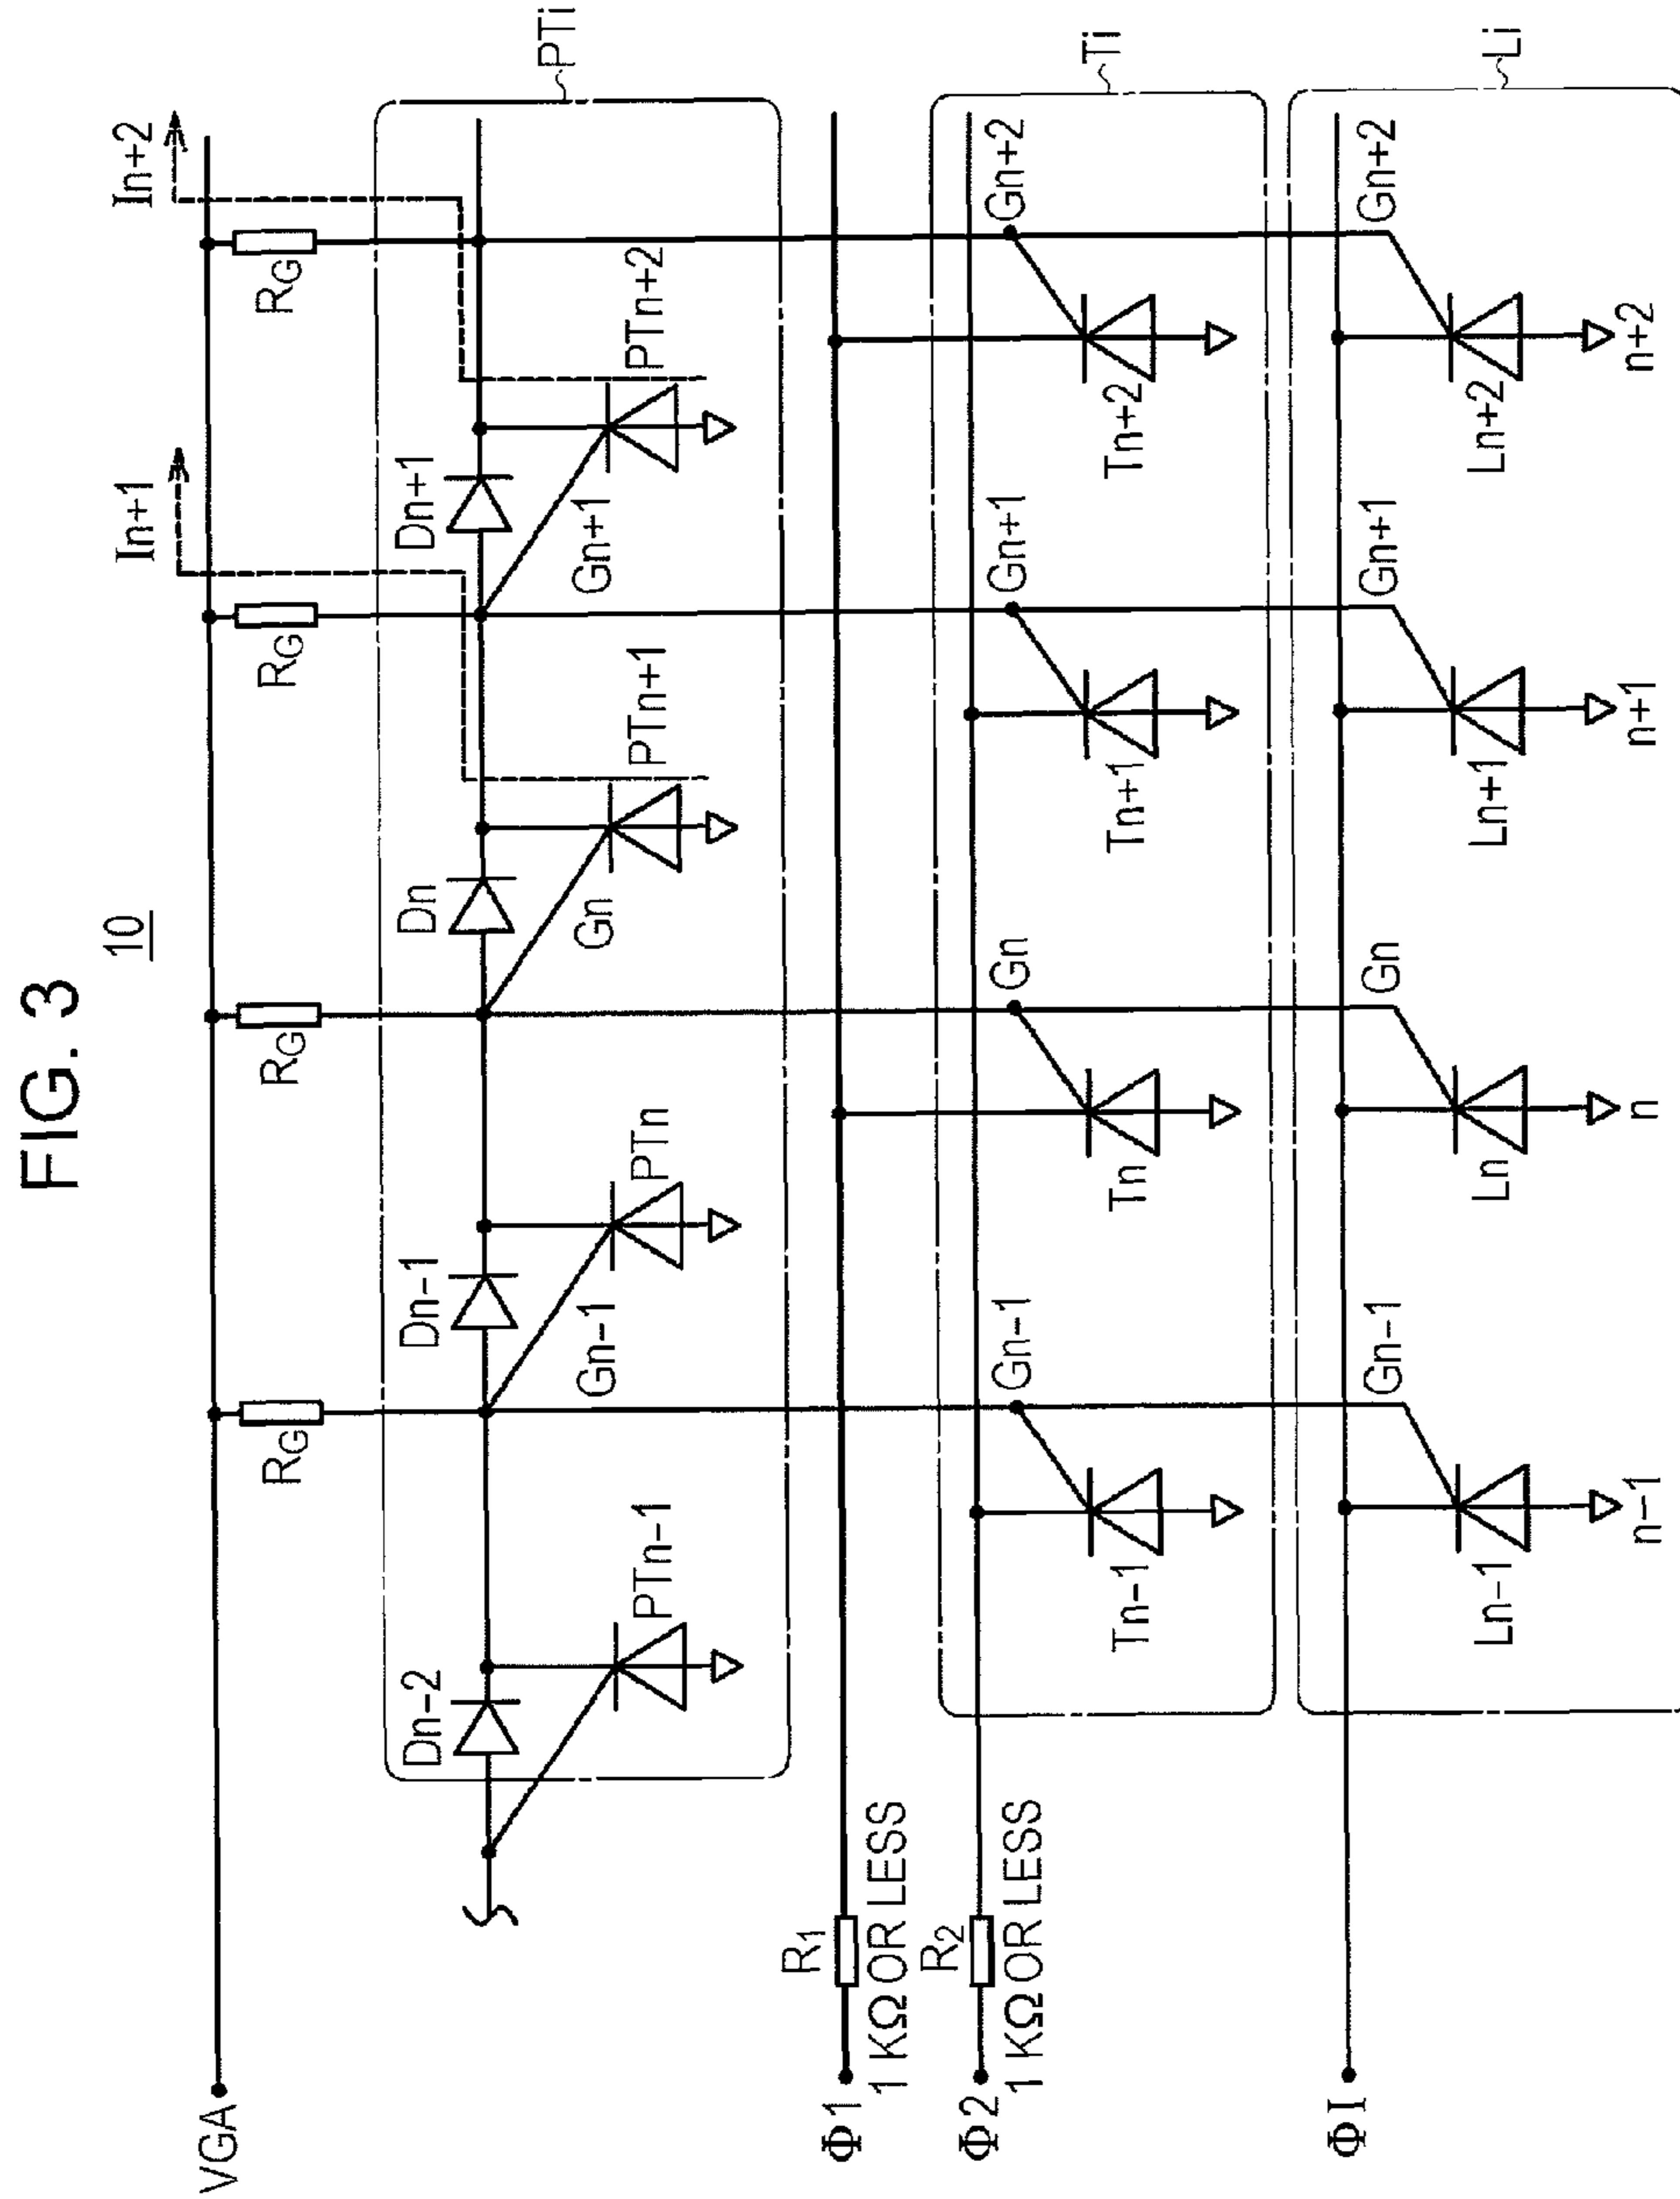 FIG. 3
10
VGA
RG
RG
RG
RG
In+1
In+2
PTi
Dn-2
Dn-1
Dn
Dn+1
PTn-1
Gn-1
PTn
Gn
PTn+1
Gn+1
PTn+2
Φ1
R1
1 KΩ OR LESS
Φ2
R2
1 KΩ OR LESS
Ti
Gn-1
Gn
Gn+1
Gn+2
Tn-1
Tn
Tn+1
Tn+2
ΦI
Li
Gn-1
Gn
Gn+1
Gn+2
Ln-1
Ln
Ln+1
Ln+2
n-1
n
n+1
n+2